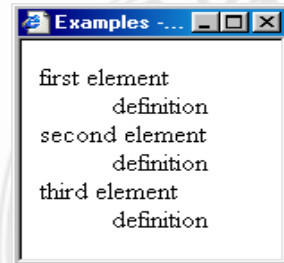 Examples -...
first element
definition
second element
definition
third element
definition